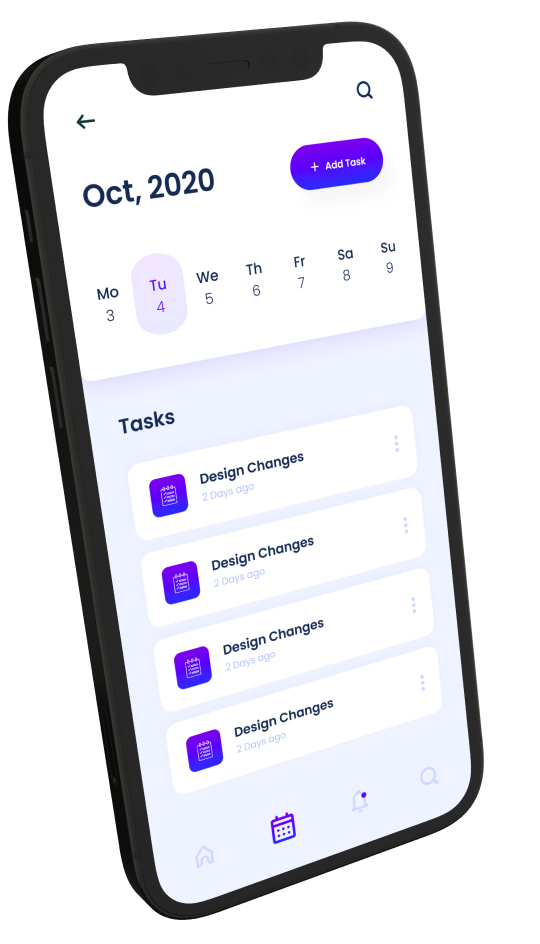 Oct, 2020
+ Add Task
Mo Tu We Th Fr Sa Su
3 4 5 6 7 8 9
Tasks
Design Changes
2 Days ago
Design Changes
2 Days ago
Design Changes
2 Days ago
Design Changes
2 Days ago